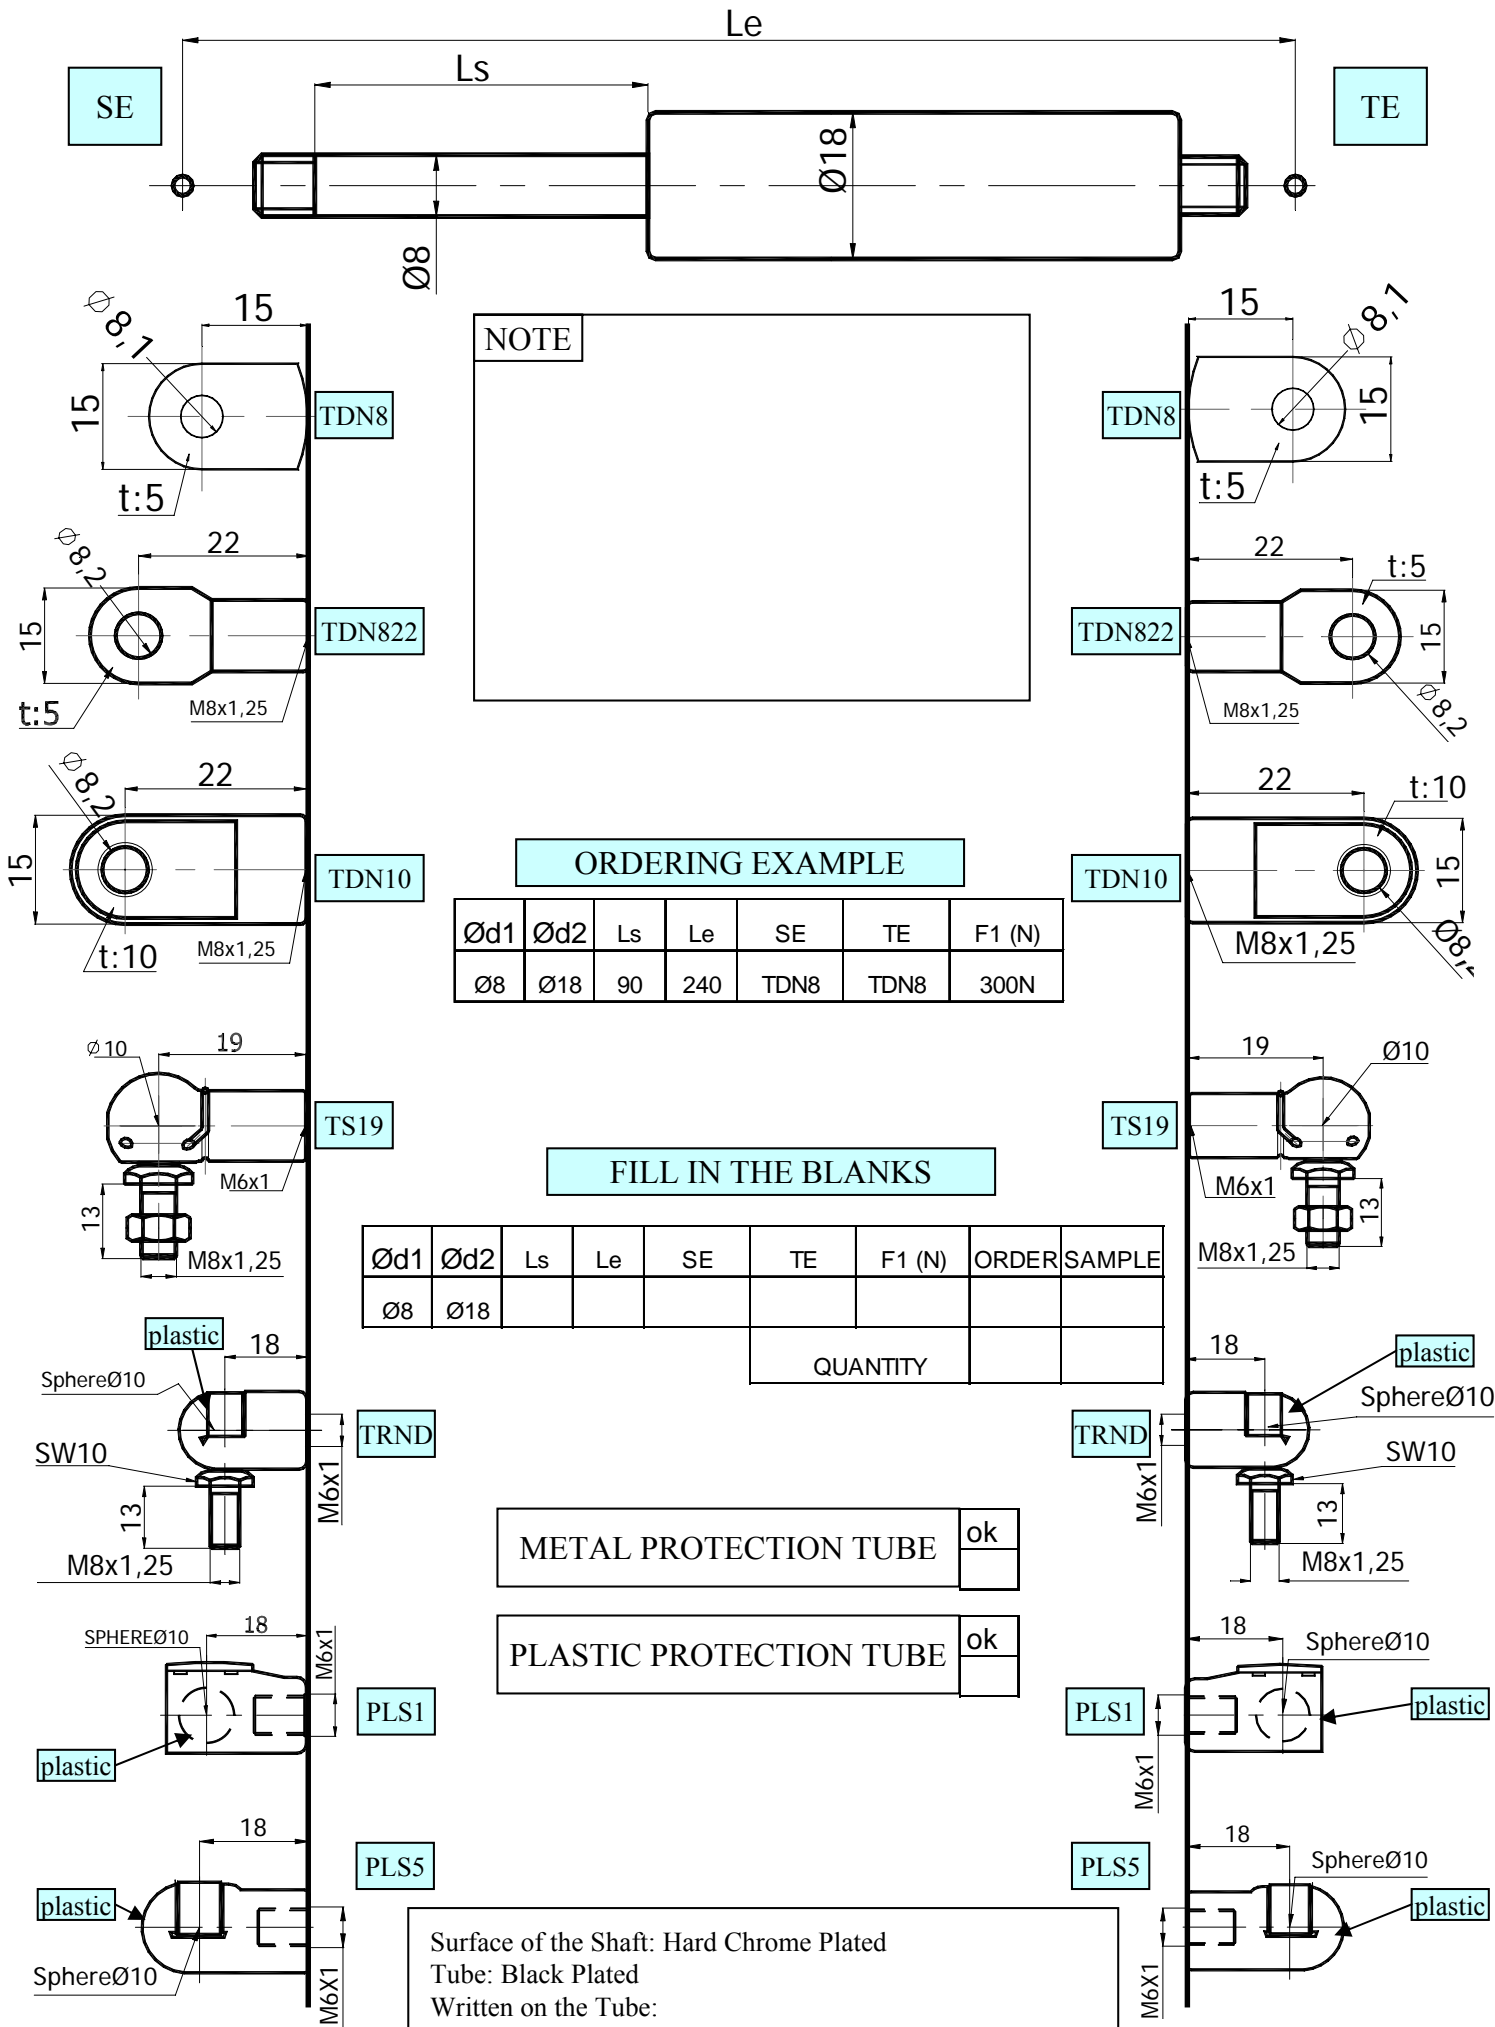 Le
Ls
SE
TE
Ø18
Ø8
Ø8,1
15
15
t:5
TDN8
NOTE
15
Ø8,1
15
t:5
TDN8
Ø8,2
22
15
t:5
M8x1,25
TDN822
22
t:5
15
Ø8,2
M8x1,25
TDN822
Ø8,2
22
15
t:10
M8x1,25
TDN10
22
t:10
15
M8x1,25
TDN10
ORDERING EXAMPLE
Ød1 Ød2 Ls Le SE TE F1 (N)
Ø8 Ø18 90 240 TDN8 TDN8 300N
Ø10
19
TS19
M6x1
13
M8x1,25
19
Ø10
TS19
M6x1
13
M8x1,25
FILL IN THE BLANKS
Ød1 Ød2 Ls Le SE TE F1 (N) ORDER SAMPLE
Ø8 Ø18
QUANTITY
plastic
18
SphereØ10
TRND
SW10
13
M6x1
M8x1,25
18
plastic
SphereØ10
TRND
SW10
M6x1
13
M8x1,25
METAL PROTECTION TUBE ok
PLASTIC PROTECTION TUBE ok
SPHEREØ10
18
M6x1
PLS1
plastic
18
SphereØ10
PLS1
plastic
M6x1
18
PLS5
plastic
SphereØ10
M6X1
18
PLS5
SphereØ10
plastic
M6X1
Surface of the Shaft: Hard Chrome Plated
Tube: Black Plated
Written on the Tube: